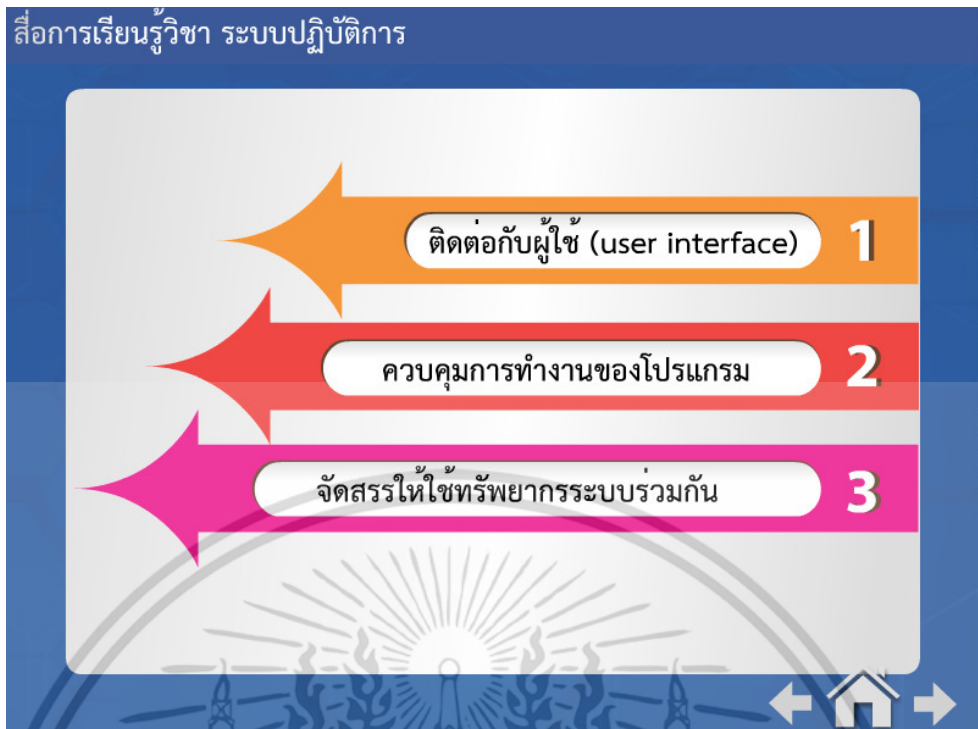 สื่อการเรียนรู้วิชา ระบบปฏิบัติการ
ติดต่อกับผู้ใช้ (user interface) 1
ควบคุมการทำงานของโปรแกรม 2
จัดสรรให้ใช้ทรัพยากรระบบร่วมกัน 3